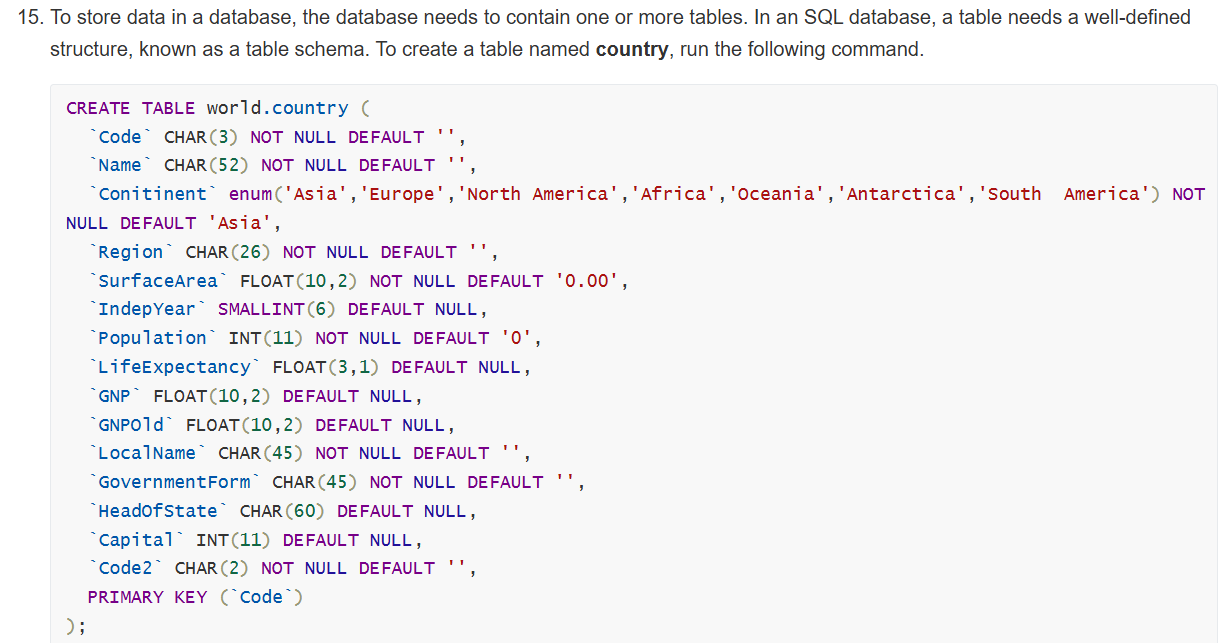 15. To store data in a database, the database needs to contain one or more tables. In an SQL database, a table needs a well-defined
structure, known as a table schema. To create a table named country, run the following command.
CREATE TABLE world.country (
  `Code` CHAR(3) NOT NULL DEFAULT '',
  `Name` CHAR(52) NOT NULL DEFAULT '',
  `Conitinent` enum('Asia','Europe','North America','Africa','Oceania','Antarctica','South  America') NOT
NULL DEFAULT 'Asia',
  `Region` CHAR(26) NOT NULL DEFAULT '',
  `SurfaceArea` FLOAT(10,2) NOT NULL DEFAULT '0.00',
  `IndepYear` SMALLINT(6) DEFAULT NULL,
  `Population` INT(11) NOT NULL DEFAULT '0',
  `LifeExpectancy` FLOAT(3,1) DEFAULT NULL,
  `GNP` FLOAT(10,2) DEFAULT NULL,
  `GNPOld` FLOAT(10,2) DEFAULT NULL,
  `LocalName` CHAR(45) NOT NULL DEFAULT '',
  `GovernmentForm` CHAR(45) NOT NULL DEFAULT '',
  `HeadOfState` CHAR(60) DEFAULT NULL,
  `Capital` INT(11) DEFAULT NULL,
  `Code2` CHAR(2) NOT NULL DEFAULT '',
  PRIMARY KEY (`Code`)
);